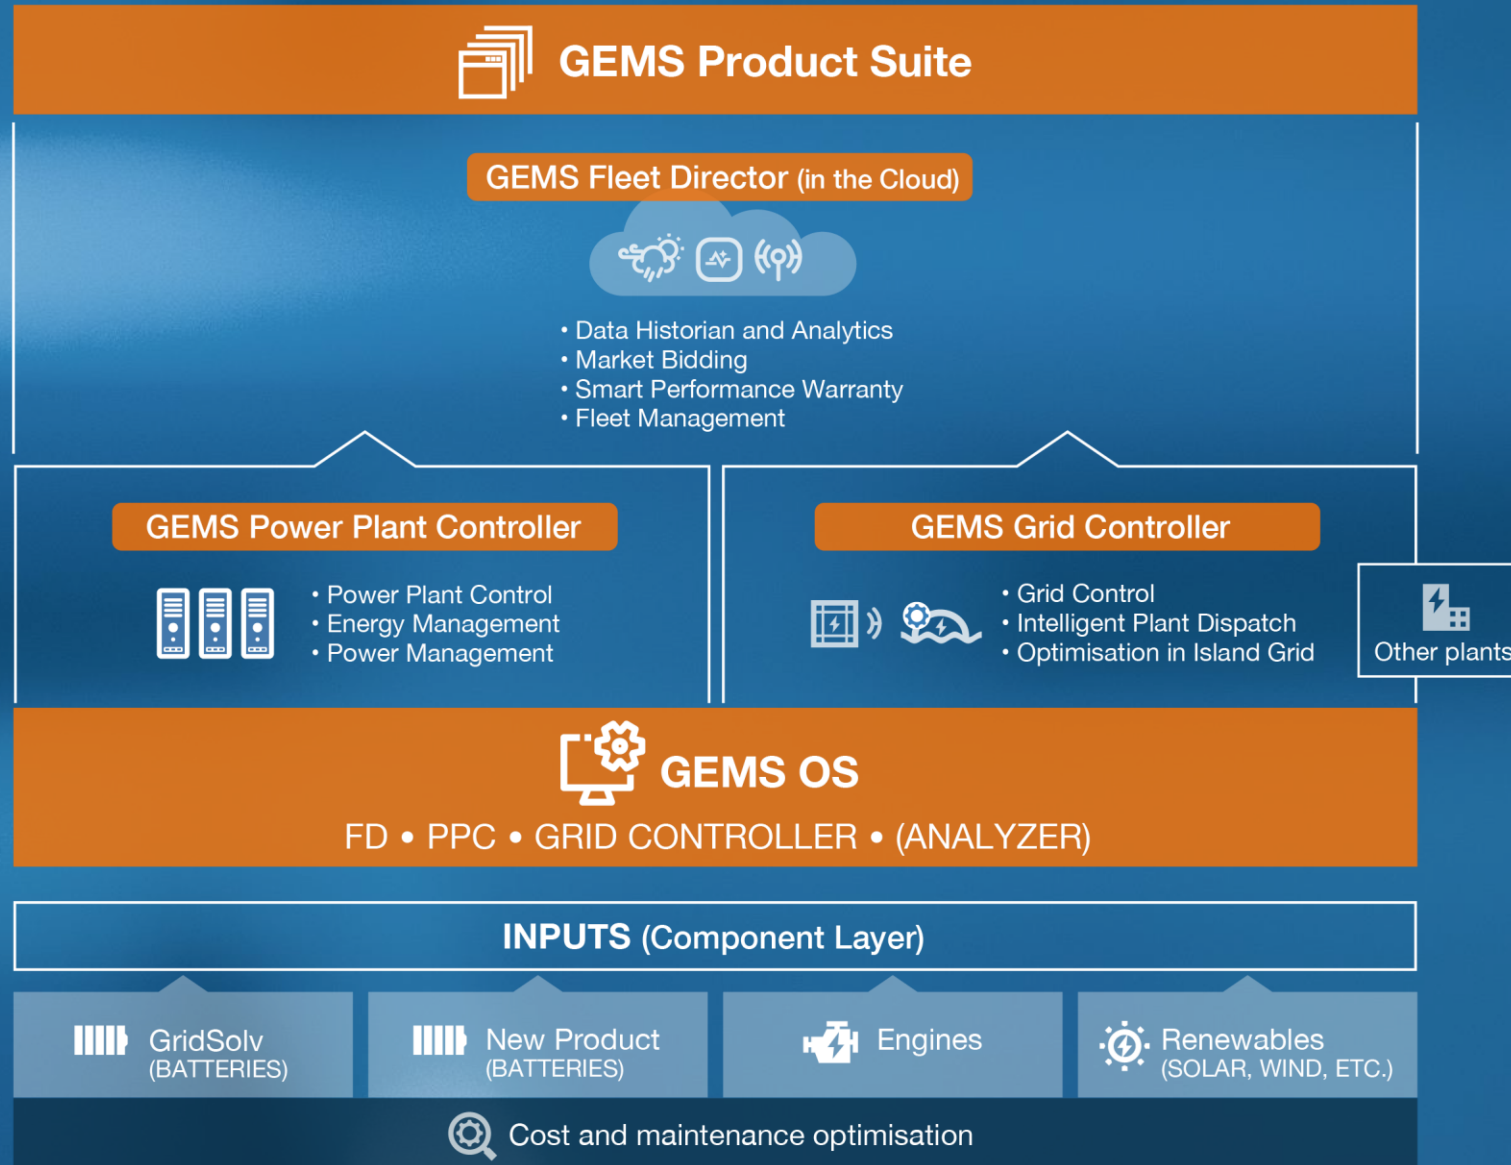 GEMS Product Suite
GEMS Fleet Director (in the Cloud)
• Data Historian and Analytics
• Market Bidding
• Smart Performance Warranty
• Fleet Management
GEMS Power Plant Controller
• Power Plant Control
• Energy Management
• Power Management
GEMS Grid Controller
• Grid Control
• Intelligent Plant Dispatch
• Optimisation in Island Grid
Other plants
GEMS OS
FD • PPC • GRID CONTROLLER • (ANALYZER)
INPUTS (Component Layer)
GridSolv
(BATTERIES)
New Product
(BATTERIES)
Engines
Renewables
(SOLAR, WIND, ETC.)
Cost and maintenance optimisation